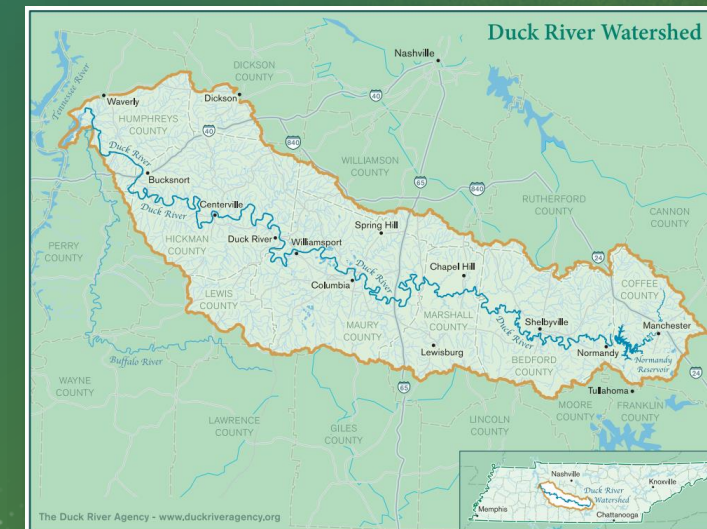 Duck River Watershed
Nashville
DICKSON
COUNTY
Tennessee River
Waverly
Dickson
40
HUMPHREYS
COUNTY
40
840
Duck River
WILLIAMSON
COUNTY
Bucksnort
65
840
RUTHERFORD
COUNTY
CANNON
COUNTY
Centerville
Duck River
Spring Hill
PERRY
COUNTY
HICKMAN
COUNTY
Duck River
Williamsport
24
Duck River
Chapel Hill
COFFEE
COUNTY
Columbia
LEWIS
COUNTY
MAURY
COUNTY
MARSHALL
COUNTY
Duck River
Shelbyville
Manchester
Lewisburg
BEDFORD
COUNTY
Normandy
Normandy
Reservoir
Buffalo River
24
WAYNE
COUNTY
65
Tullahoma
MOORE
COUNTY
FRANKLIN
COUNTY
LAWRENCE
COUNTY
GILES
COUNTY
LINCOLN
COUNTY
Nashville
Knoxville
Duck River
Watershed
Memphis
Chattanooga
The Duck River Agency - www.duckriveragency.org